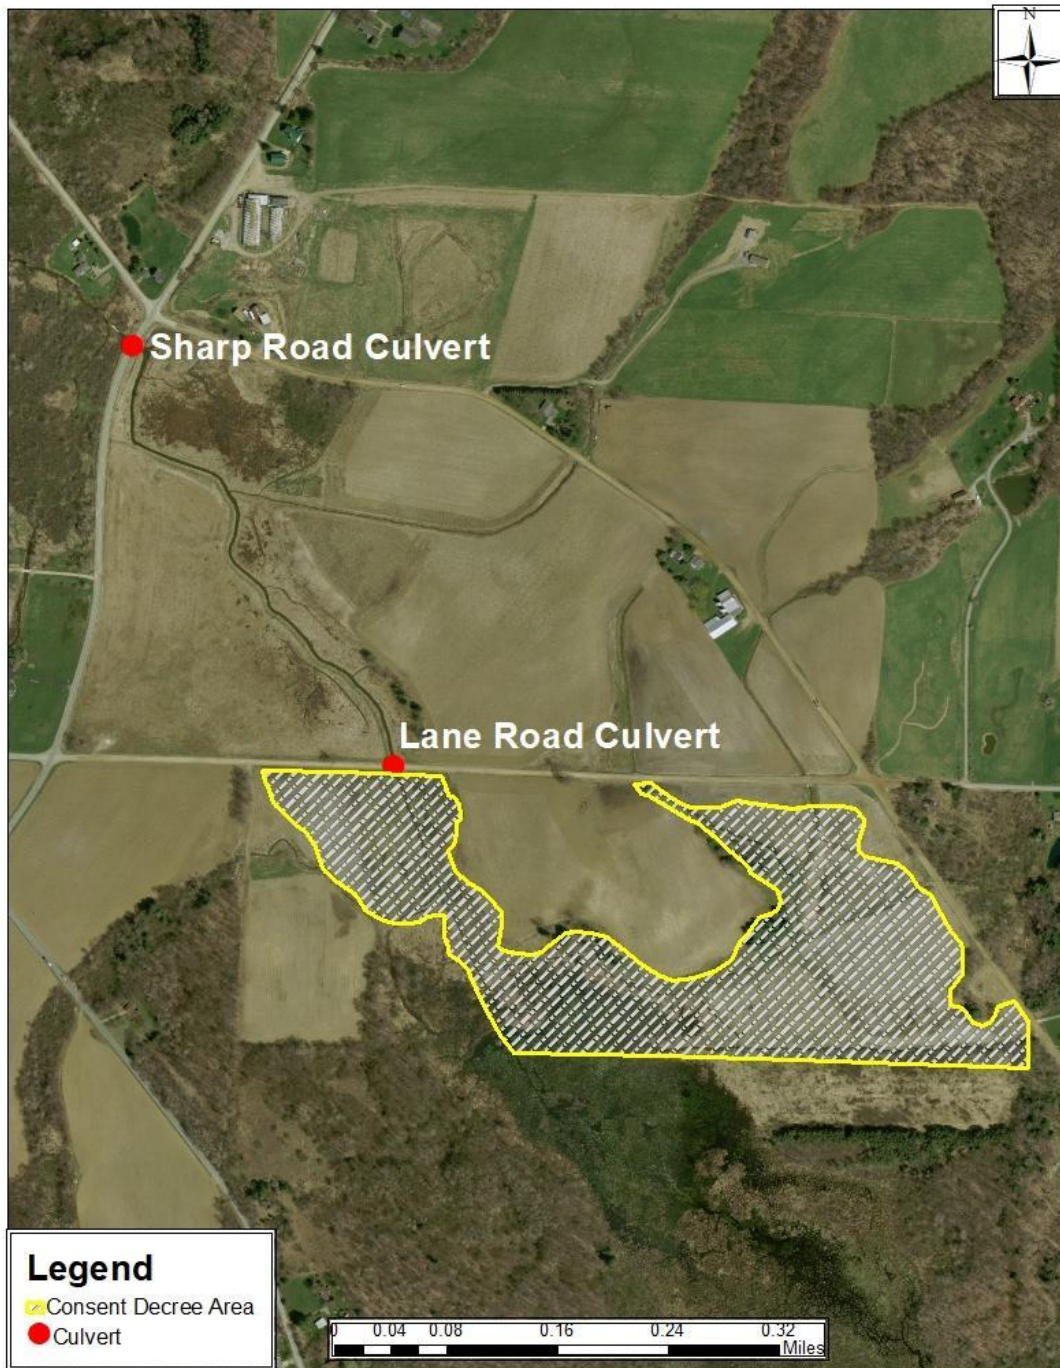 N
Sharp Road Culvert
Lane Road Culvert
Legend
Consent Decree Area
Culvert
0 0.04 0.08 0.16 0.24 0.32
Miles